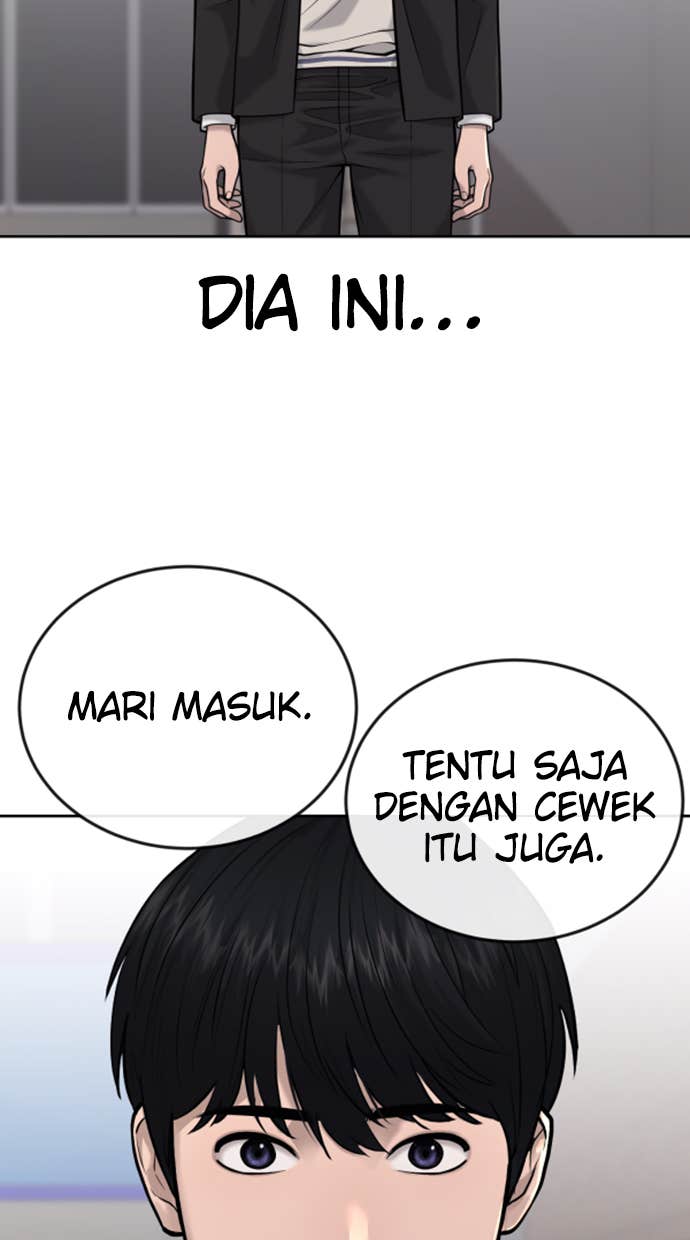 DIA INI...
MARI MASUK.
TENTU SAJA
DENGAN CEWEK
ITU JUGA.